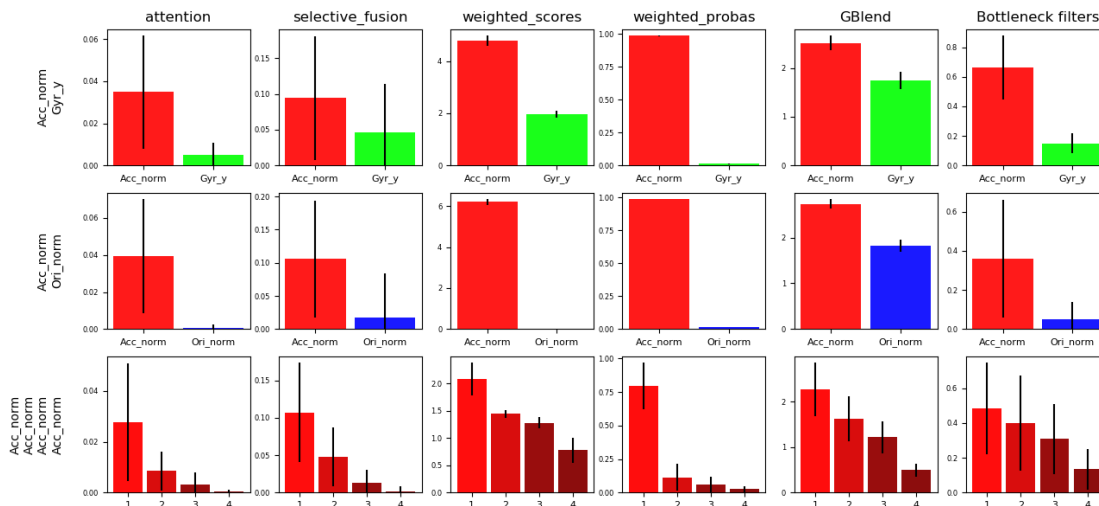 attention selective_fusion weighted_scores weighted_probas GBlend Bottleneck filters
Acc_norm
Gyr_y
0.06 0.04 0.02 0.00
0.15 0.10 0.05 0.00
4 2 0
1.00 0.75 0.50 0.25 0.00
2 1 0
0.8 0.6 0.4 0.2 0.0
Acc_norm Gyr_y Acc_norm Gyr_y Acc_norm Gyr_y Acc_norm Gyr_y Acc_norm Gyr_y Acc_norm Gyr_y
Acc_norm
Ori_norm
0.06 0.04 0.02 0.00
0.20 0.15 0.10 0.05 0.00
6 4 2 0
1.00 0.75 0.50 0.25 0.00
2 1 0
0.6 0.4 0.2 0.0
Acc_norm Ori_norm Acc_norm Ori_norm Acc_norm Ori_norm Acc_norm Ori_norm Acc_norm Ori_norm Acc_norm Ori_norm
Acc_norm
Acc_norm
Acc_norm
Acc_norm
0.04 0.02 0.00
0.15 0.10 0.05 0.00
2.0 1.5 1.0 0.5 0.0
1.00 0.75 0.50 0.25 0.00
2 1 0
0.6 0.4 0.2 0.0
1 2 3 4 1 2 3 4 1 2 3 4 1 2 3 4 1 2 3 4 1 2 3 4